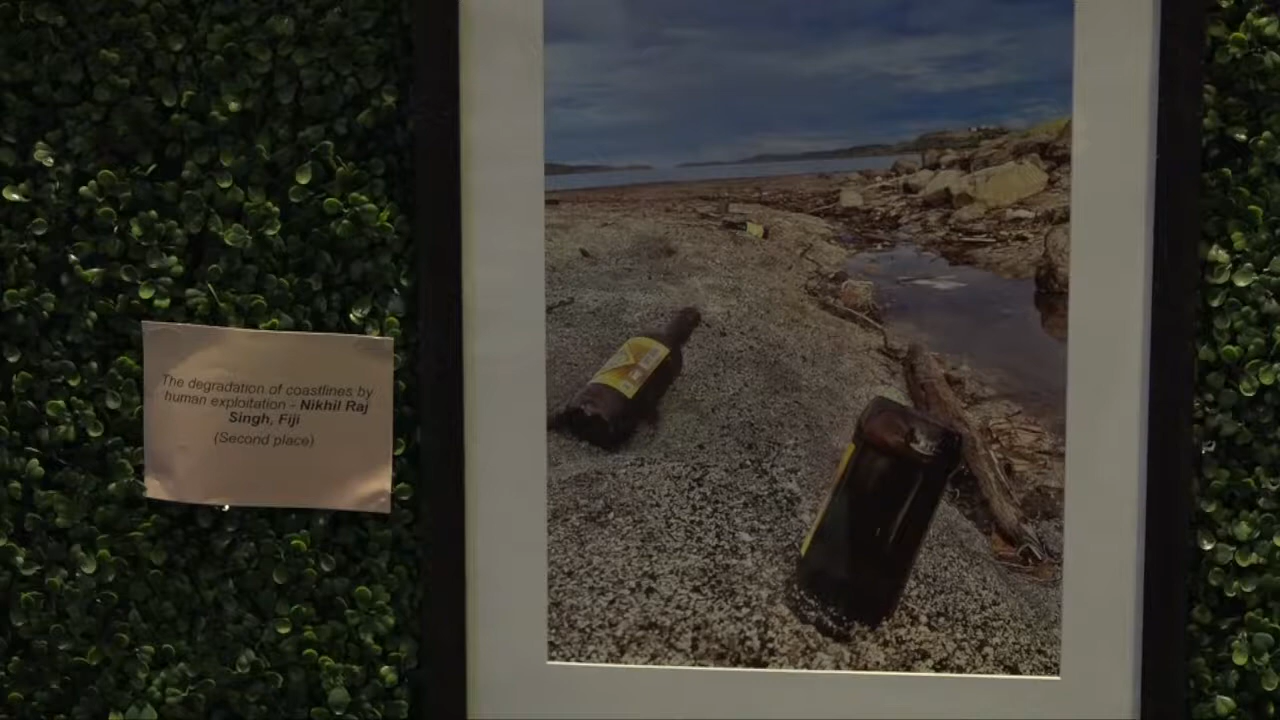 The degradation of coastlines by
human exploitation - Nikhil Raj
Singh, Fiji
(Second place)